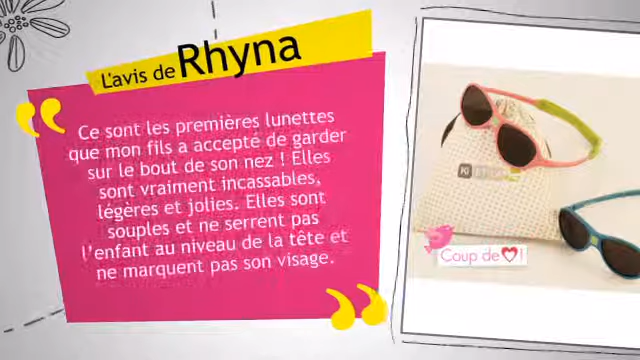 L'avis de Rhyna
Ce sont les premières lunettes
que mon fils a accepté de garder
sur le bout de son nez ! Elles
sont vraiment incassables,
légères et jolies. Elles sont
souples et ne serrent pas
l'enfant au niveau de la tête et
ne marquent pas son visage.
Coup de !